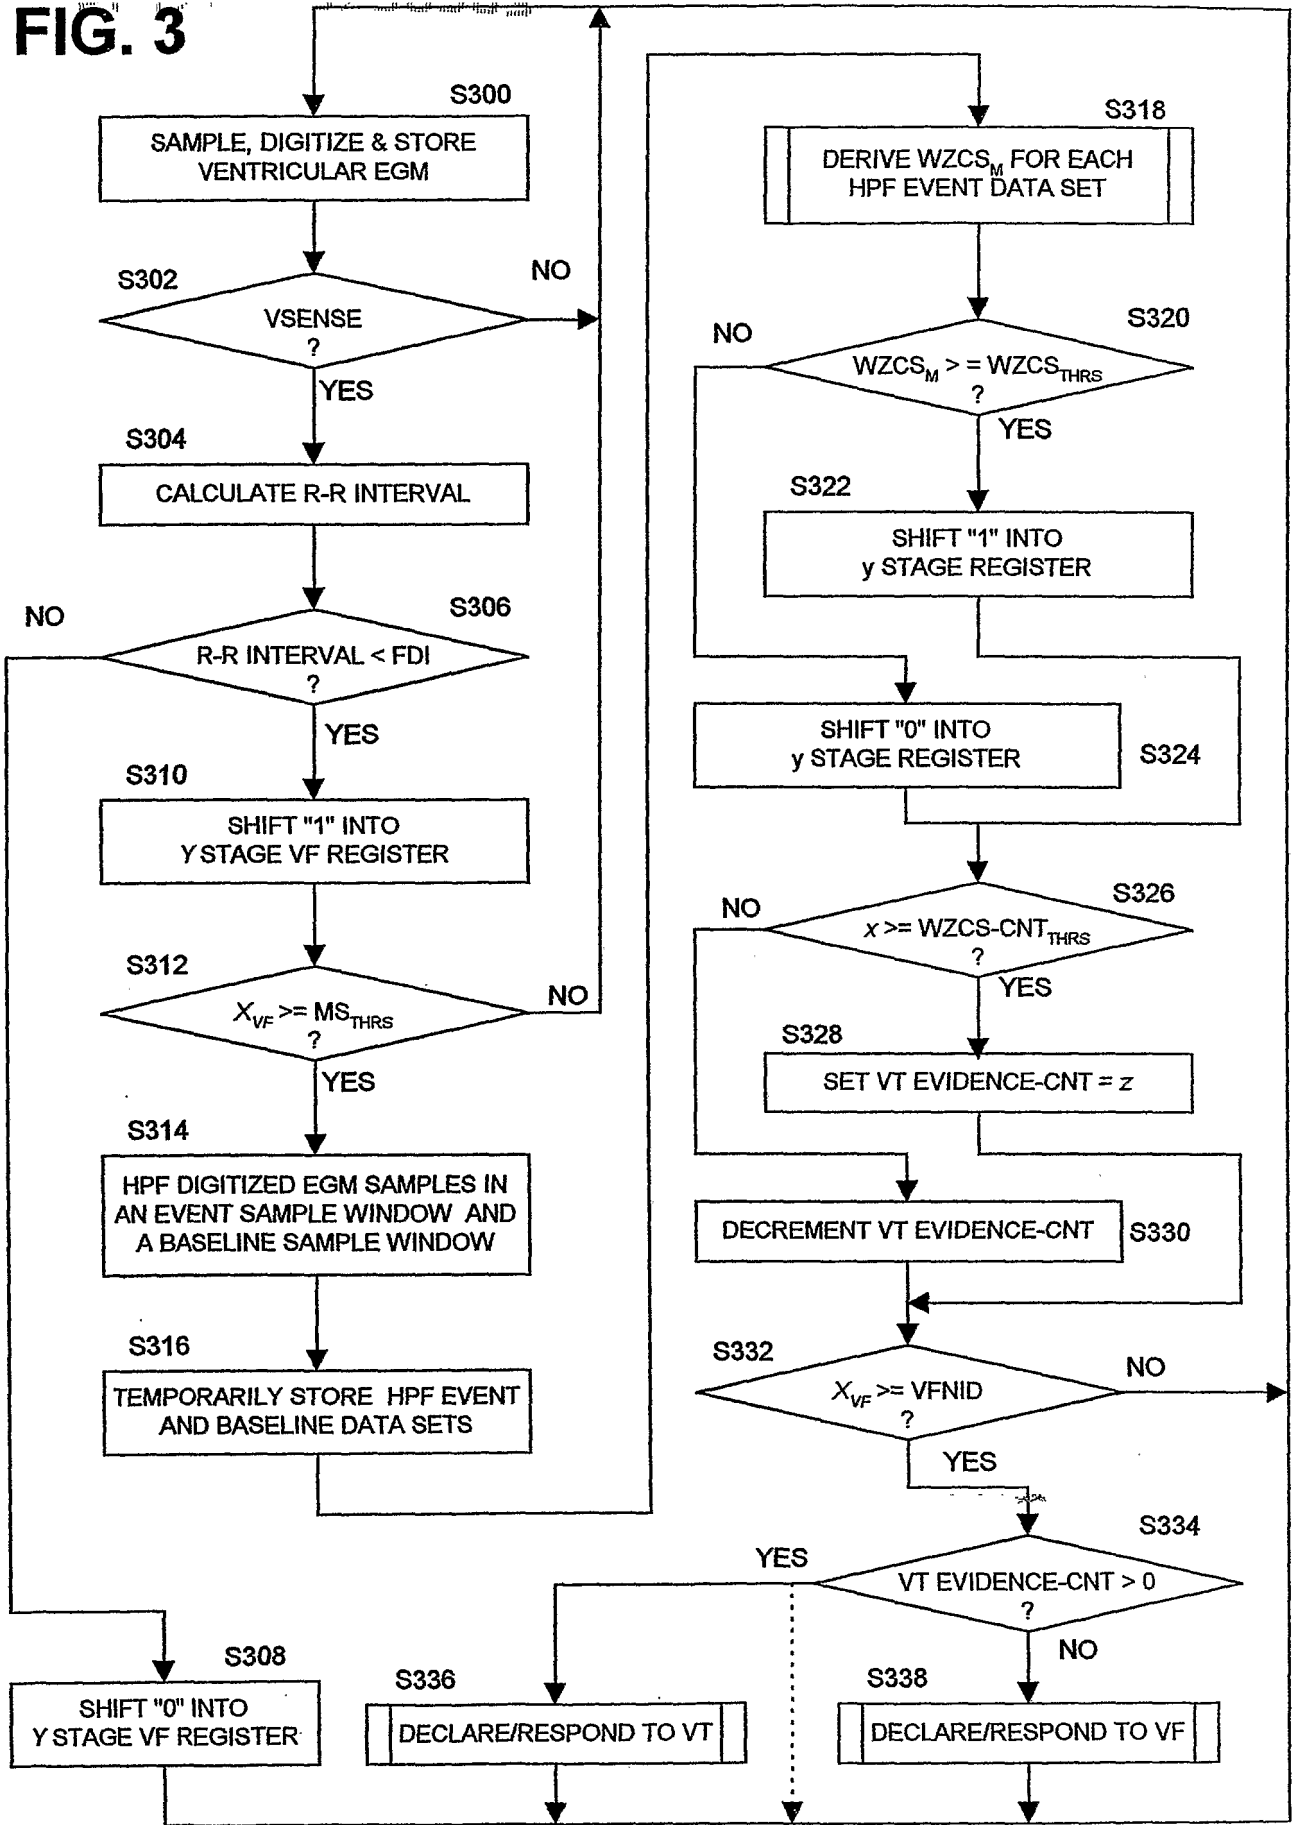 FIG. 3
S300
SAMPLE, DIGITIZE & STORE
VENTRICULAR EGM
S302
NO
VSENSE
?
YES
S304
CALCULATE R-R INTERVAL
NO
S306
R-R INTERVAL < FDI
?
YES
S310
SHIFT "1" INTO
Y STAGE VF REGISTER
S312
NO
X_VF >= MS_THRS
?
YES
S314
HPF DIGITIZED EGM SAMPLES IN
AN EVENT SAMPLE WINDOW AND
A BASELINE SAMPLE WINDOW
S316
TEMPORARILY STORE HPF EVENT
AND BASELINE DATA SETS
S308
SHIFT "0" INTO
Y STAGE VF REGISTER
S318
DERIVE WZCS_M FOR EACH
HPF EVENT DATA SET
NO
S320
WZCS_M > = WZCS_THRS
?
YES
S322
SHIFT "1" INTO
y STAGE REGISTER
SHIFT "0" INTO
y STAGE REGISTER
S324
S326
NO
x >= WZCS-CNT_THRS
?
YES
S328
SET VT EVIDENCE-CNT = z
DECREMENT VT EVIDENCE-CNT
S330
S332
NO
X_VF >= VFNID
?
YES
S334
YES
VT EVIDENCE-CNT > 0
?
NO
S336
DECLARE/RESPOND TO VT
S338
DECLARE/RESPOND TO VF